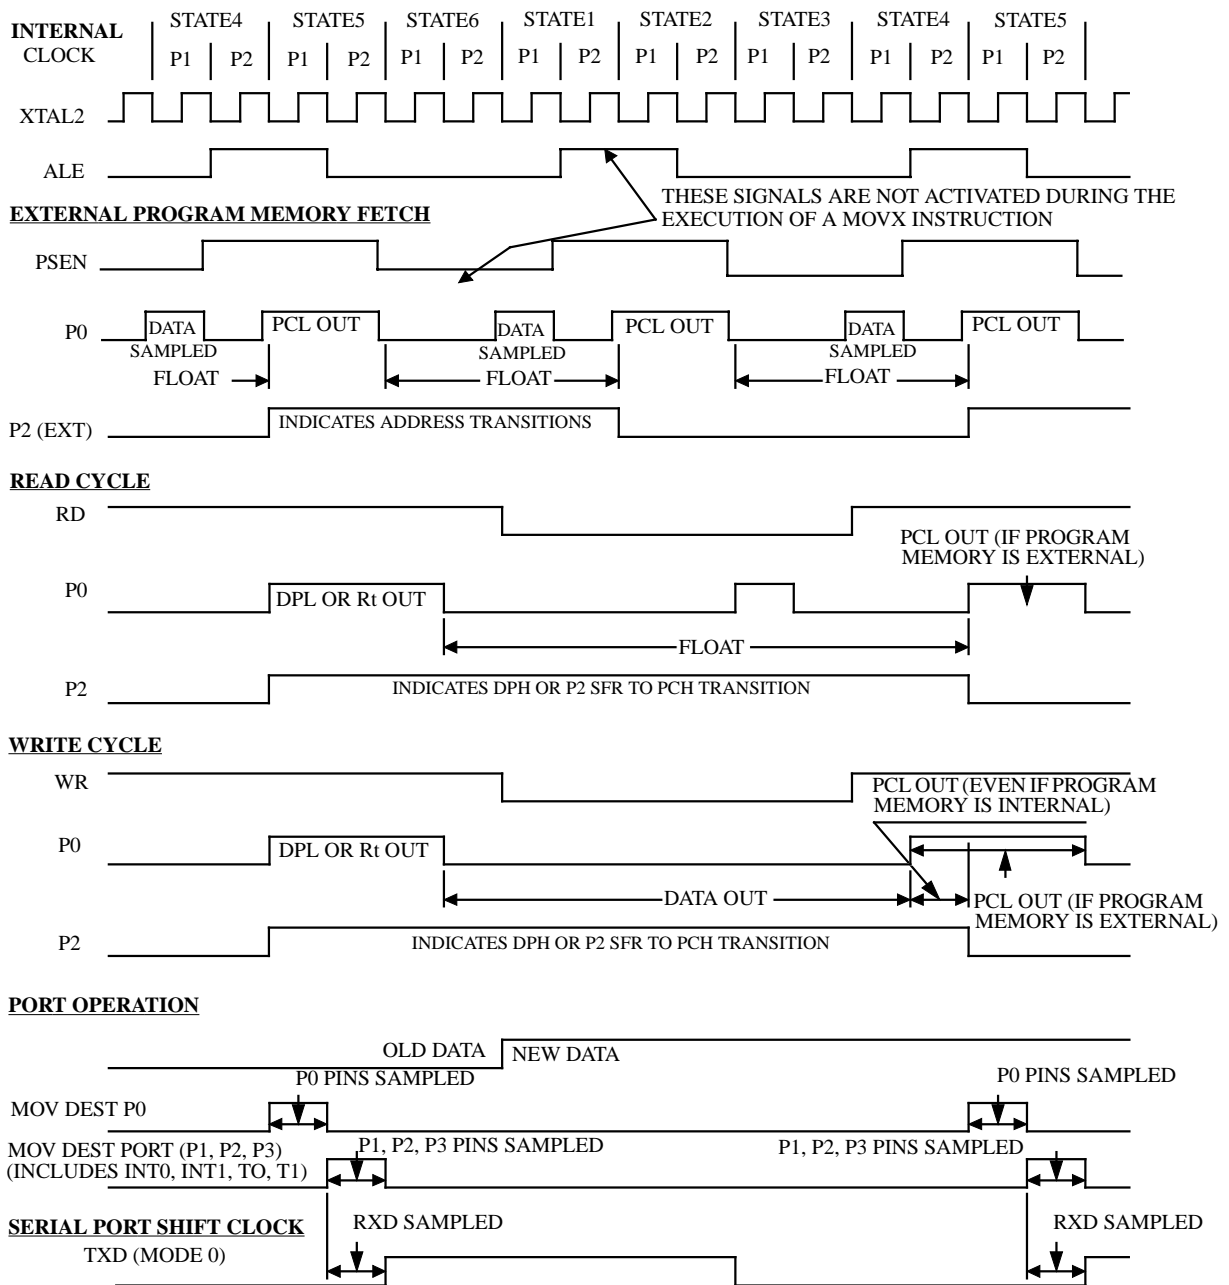 INTERNAL
CLOCK
STATE4 STATE5 STATE6 STATE1 STATE2 STATE3 STATE4 STATE5
P1 P2 P1 P2 P1 P2 P1 P2 P1 P2 P1 P2 P1 P2 P1 P2
XTAL2
ALE
THESE SIGNALS ARE NOT ACTIVATED DURING THE
EXECUTION OF A MOVX INSTRUCTION
EXTERNAL PROGRAM MEMORY FETCH
PSEN
P0
DATA PCL OUT DATA PCL OUT DATA PCL OUT
SAMPLED SAMPLED SAMPLED
FLOAT FLOAT FLOAT
P2 (EXT)
INDICATES ADDRESS TRANSITIONS
READ CYCLE
RD
PCL OUT (IF PROGRAM
MEMORY IS EXTERNAL)
P0
DPL OR Rt OUT
FLOAT
P2
INDICATES DPH OR P2 SFR TO PCH TRANSITION
WRITE CYCLE
WR
PCL OUT (EVEN IF PROGRAM
MEMORY IS INTERNAL)
P0
DPL OR Rt OUT
DATA OUT
PCL OUT (IF PROGRAM
MEMORY IS EXTERNAL)
P2
INDICATES DPH OR P2 SFR TO PCH TRANSITION
PORT OPERATION
OLD DATA NEW DATA
P0 PINS SAMPLED P0 PINS SAMPLED
MOV DEST P0
MOV DEST PORT (P1, P2, P3)
(INCLUDES INT0, INT1, TO, T1)
P1, P2, P3 PINS SAMPLED P1, P2, P3 PINS SAMPLED
SERIAL PORT SHIFT CLOCK
RXD SAMPLED RXD SAMPLED
TXD (MODE 0)